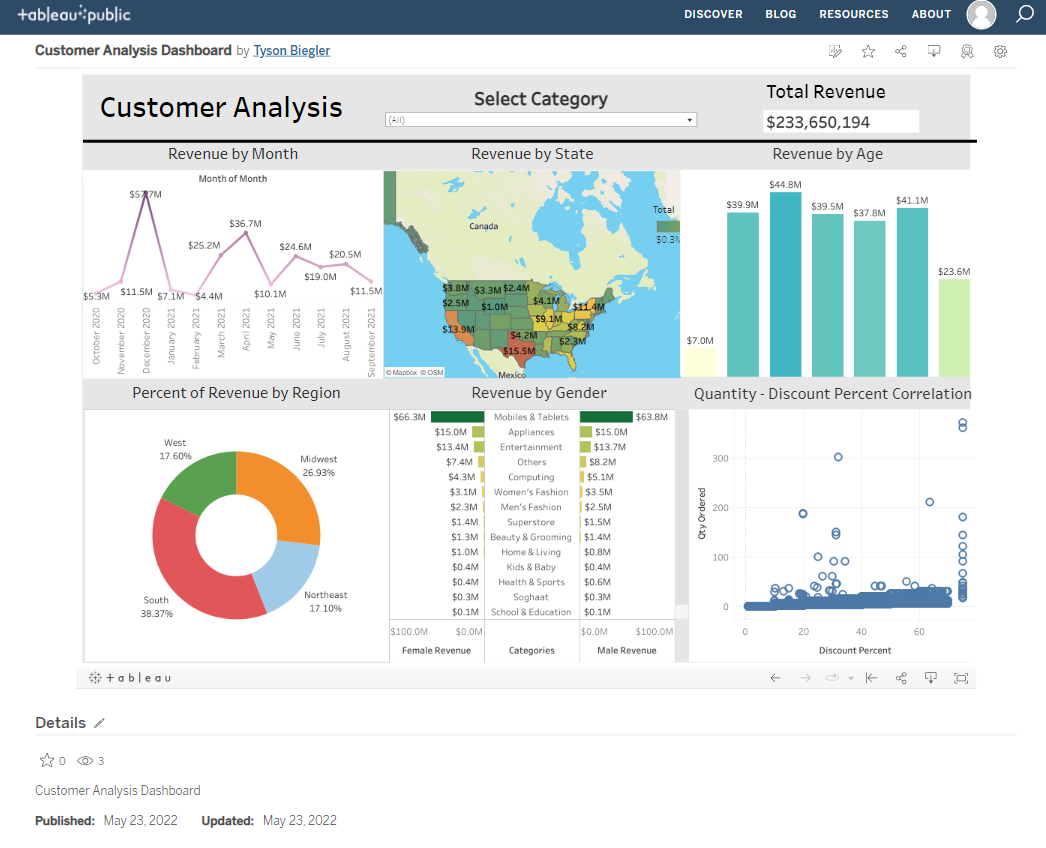 +ableau public
DISCOVER BLOG RESOURCES ABOUT
Customer Analysis Dashboard by Tyson Biegler
Customer Analysis
Select Category
(All)
Total Revenue
$233,650,194
Revenue by Month
Month of Month
$36.7M
$25.2M
$24.6M
$20.5M
$19.0M
$5.3M
$11.5M
$7.1M
$4.4M
$10.1M
$11.5M
October 2020
November 2020
December 2020
January 2021
February 2021
March 2021
April 2021
May 2021
June 2021
July 2021
August 2021
September 2021
Revenue by State
Canada
Total
$0.3M
$3.8M $3.3M $2.4M
$2.5M $1.0M $4.1M $11.4M
$9.1M
$13.9M $8.2M
$4.2M $2.3M
$15.5M
Mexico
© Mapbox © OSM
Revenue by Age
$7.0M
$39.9M
$44.8M
$39.5M
$37.8M
$41.1M
$23.6M
Percent of Revenue by Region
West
17.60%
Midwest
26.93%
South
38.37%
Northeast
17.10%
Revenue by Gender
$66.3M Mobiles & Tablets $63.8M
$15.0M Appliances $15.0M
$13.4M Entertainment $13.7M
$7.4M Others $8.2M
$4.3M Computing $5.1M
$3.1M Women's Fashion $3.5M
$2.3M Men's Fashion $2.5M
$1.4M Superstore $1.5M
$1.3M Beauty & Grooming $1.4M
$1.0M Home & Living $0.8M
$0.4M Kids & Baby $0.4M
$0.4M Health & Sports $0.6M
$0.3M Soghaat $0.3M
$0.1M School & Education $0.1M
$100.0M $0.0M $0.0M $100.0M
Female Revenue Categories Male Revenue
Quantity - Discount Percent Correlation
Qty Ordered
300
200
100
0
0 20 40 60
Discount Percent
+ a b | e a u
Details
0 3
Customer Analysis Dashboard
Published: May 23, 2022 Updated: May 23, 2022